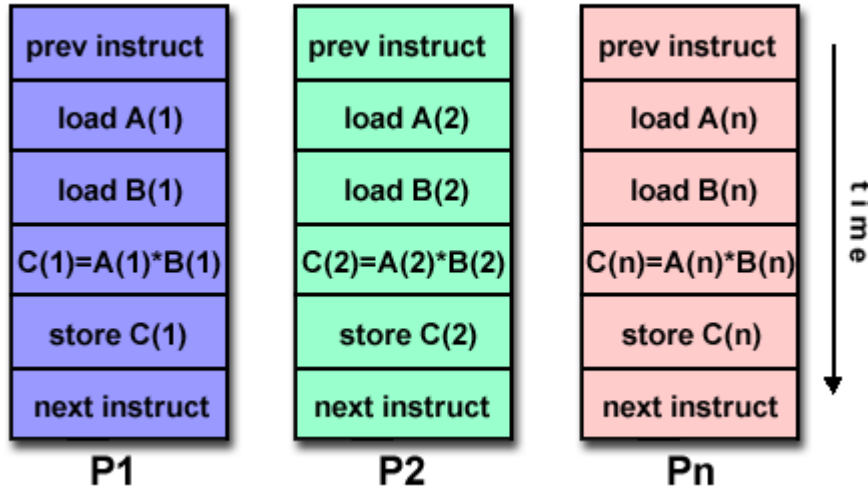 prev instruct
load A(1)
load B(1)
C(1)=A(1)*B(1)
store C(1)
next instruct
P1
prev instruct
load A(2)
load B(2)
C(2)=A(2)*B(2)
store C(2)
next instruct
P2
prev instruct
load A(n)
load B(n)
C(n)=A(n)*B(n)
store C(n)
next instruct
Pn
time